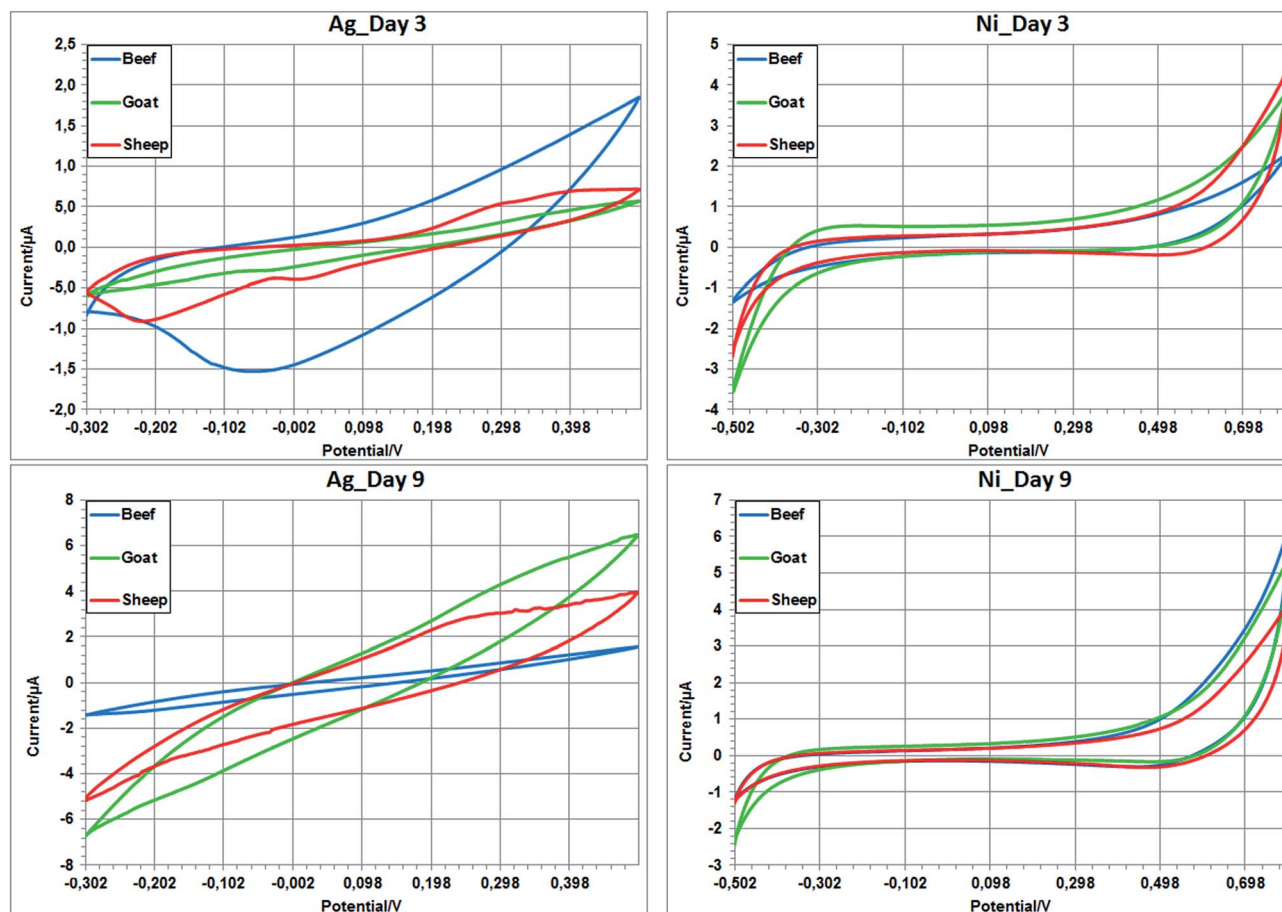 Ag_Day 3
2,5
2,0
1,5
1,0
5,0
0,0
-5,0
-1,0
-1,5
-2,0
Current/µA
Beef
Goat
Sheep
-0,302 -0,202 -0,102 -0,002 0,098 0,198 0,298 0,398
Potential/V
Ni_Day 3
5
4
3
2
1
0
-1
-2
-3
-4
Current/µA
Beef
Goat
Sheep
-0,502 -0,302 -0,102 0,098 0,298 0,498 0,698
Potential/V
Ag_Day 9
8
6
4
2
0
-2
-4
-6
-8
Current/µA
Beef
Goat
Sheep
-0,302 -0,202 -0,102 -0,002 0,098 0,198 0,298 0,398
Potential/V
Ni_Day 9
7
6
5
4
3
2
1
0
-1
-2
-3
Current/µA
Beef
Goat
Sheep
-0,502 -0,302 -0,102 0,098 0,298 0,498 0,698
Potential/V